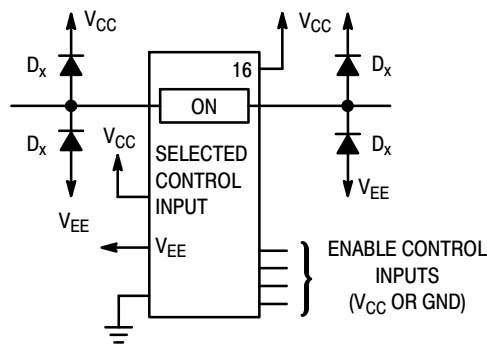 V_CC
V_CC
V_CC
D_x
16
D_x
ON
V_CC
D_x
SELECTED
CONTROL
INPUT
D_x
V_EE
V_EE
V_EE
ENABLE CONTROL
INPUTS
(V_CC OR GND)